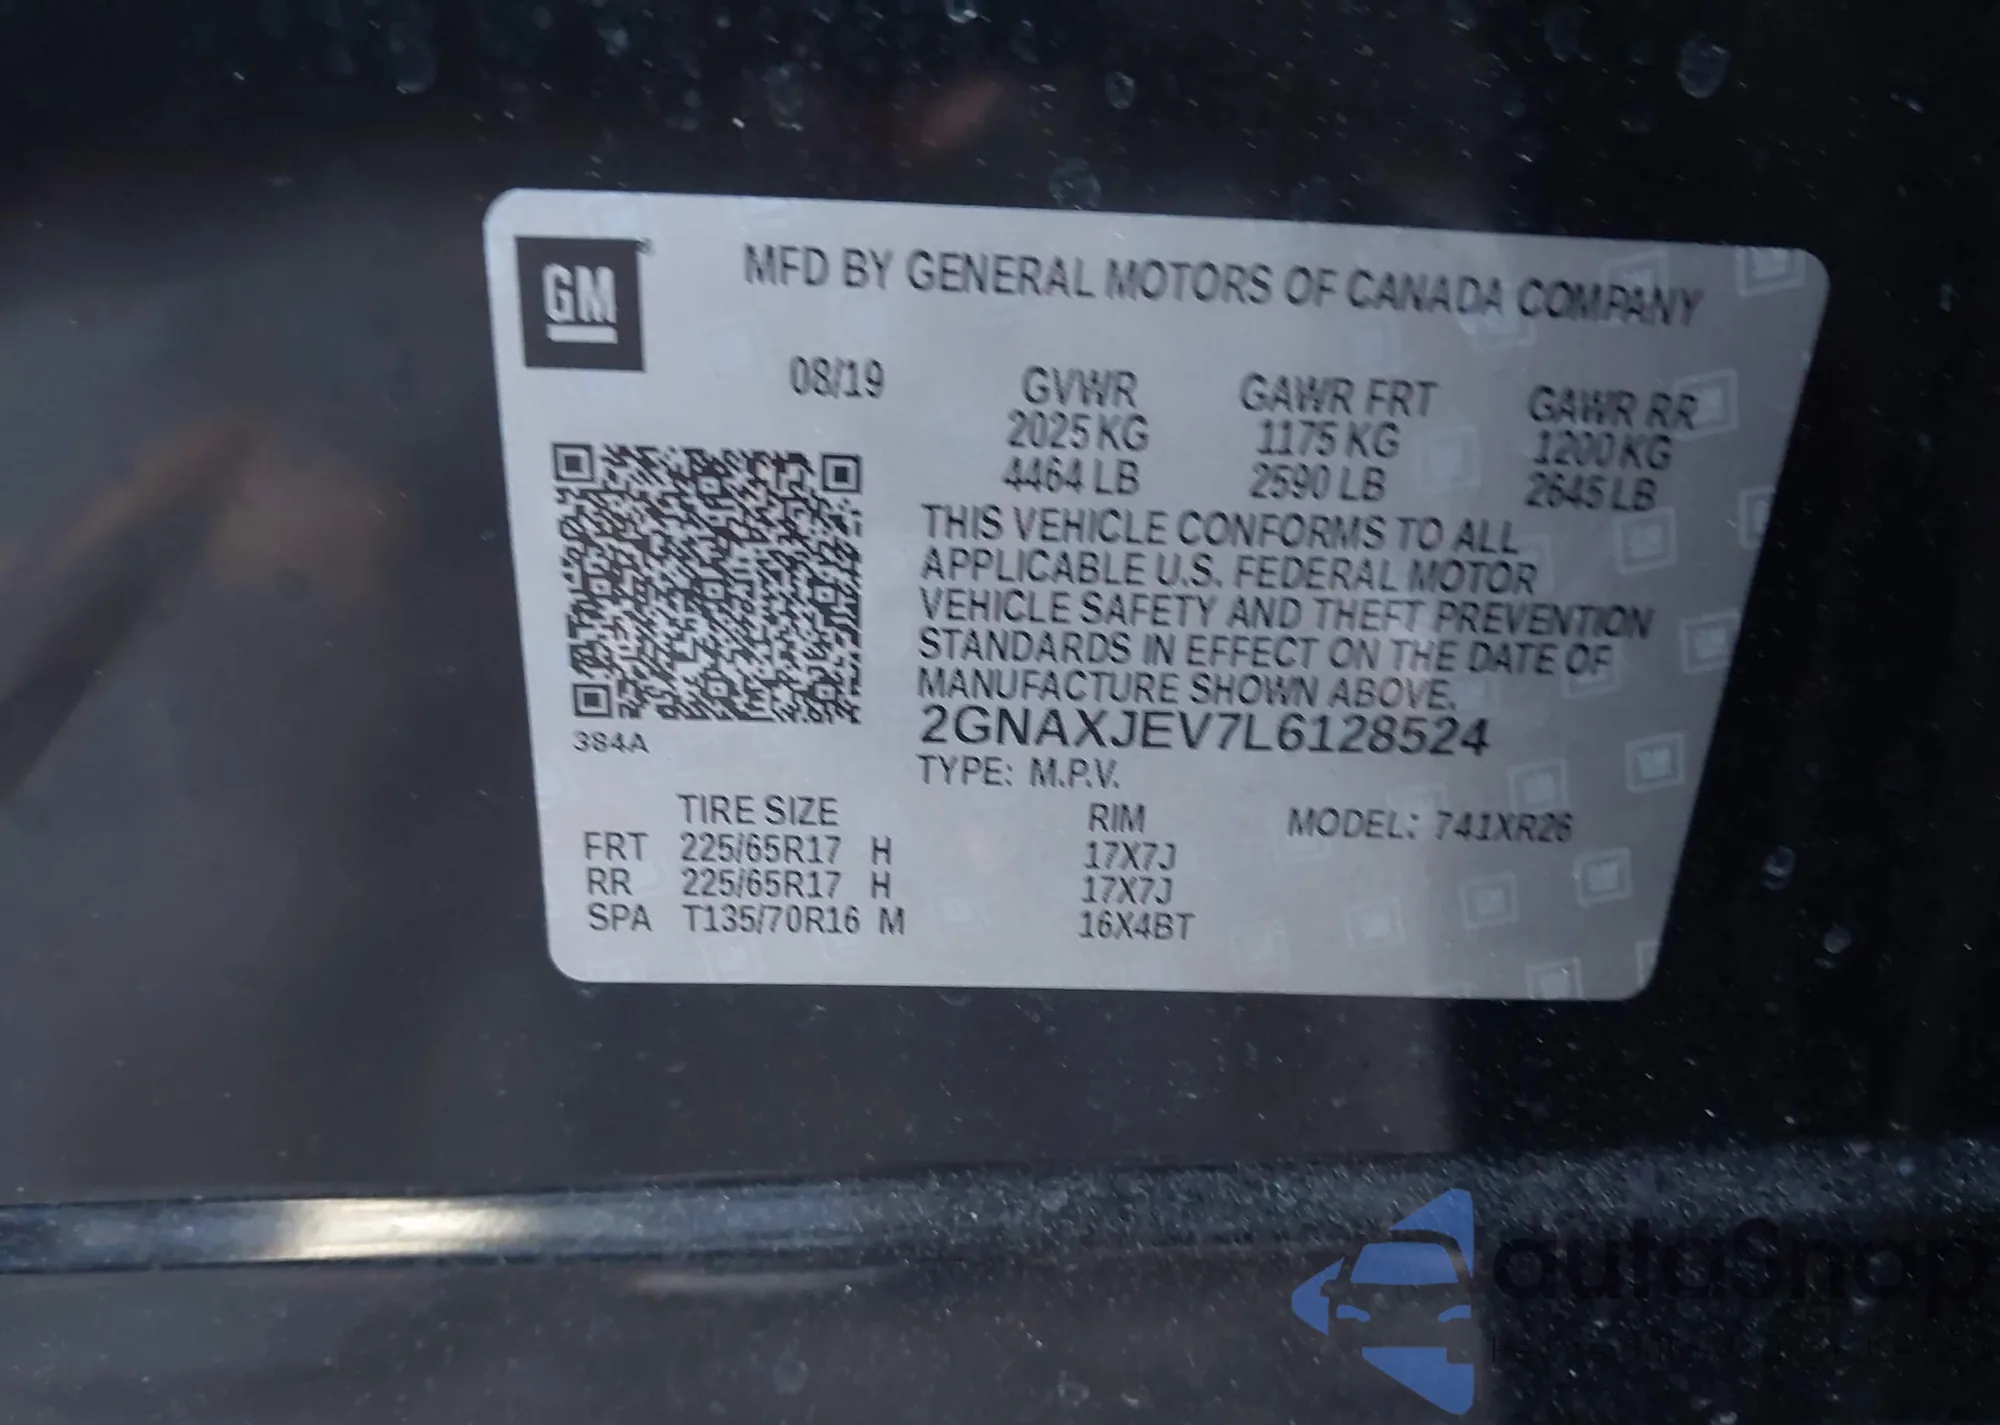 GM
MFD BY GENERAL MOTORS OF CANADA COMPANY
08/19 GVWR GAWR FRT GAWR RR
2025 KG 1175 KG 1200 KG
4464 LB 2590 LB 2645 LB
THIS VEHICLE CONFORMS TO ALL
APPLICABLE U.S. FEDERAL MOTOR
VEHICLE SAFETY AND THEFT PREVENTION
STANDARDS IN EFFECT ON THE DATE OF
MANUFACTURE SHOWN ABOVE.
2GNAXJEV7L6128524
384A
TYPE: M.P.V.
TIRE SIZE RIM MODEL: 741XR26
FRT 225/65R17 H 17X7J
RR 225/65R17 H 17X7J
SPA T135/70R16 M 16X4BT
autoSnap